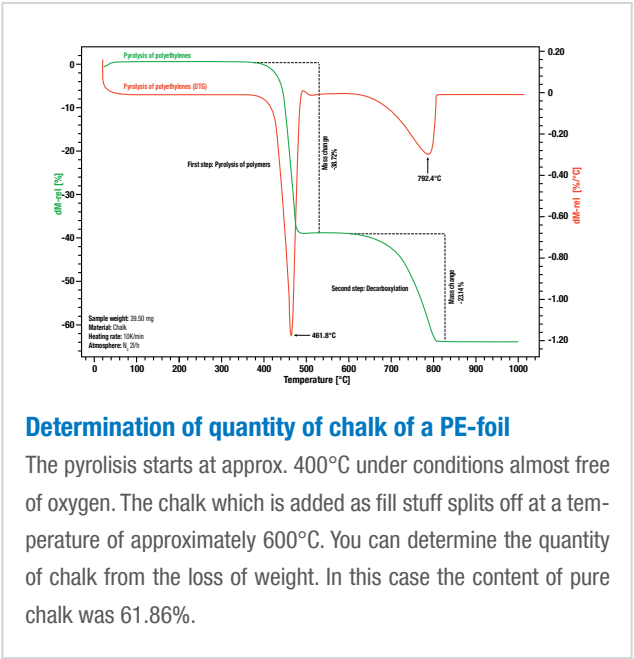 Pyrolysis of polyethylenes
Pyrolysis of polyethylenes (DTG)
First step: Pyrolysis of polymers
Mass change
-38.72%
792.4°C
Second step: Decarboxylation
Mass change
-23.14%
461.8°C
Sample weight: 39.50 mg
Material: Chalk
Heating rate: 10K/min
Atmosphere: N2 2l/h
dM-rel [%]
0
-10
-20
-30
-40
-50
-60
0.20
0
-0.20
-0.40
-0.60
-0.80
-1.00
-1.20
dM-rel [%/°C]
0 100 200 300 400 500 600 700 800 900 1000
Temperature [°C]
Determination of quantity of chalk of a PE-foil
The pyrolisis starts at approx. 400°C under conditions almost free
of oxygen. The chalk which is added as fill stuff splits off at a tem-
perature of approximately 600°C. You can determine the quantity
of chalk from the loss of weight. In this case the content of pure
chalk was 61.86%.